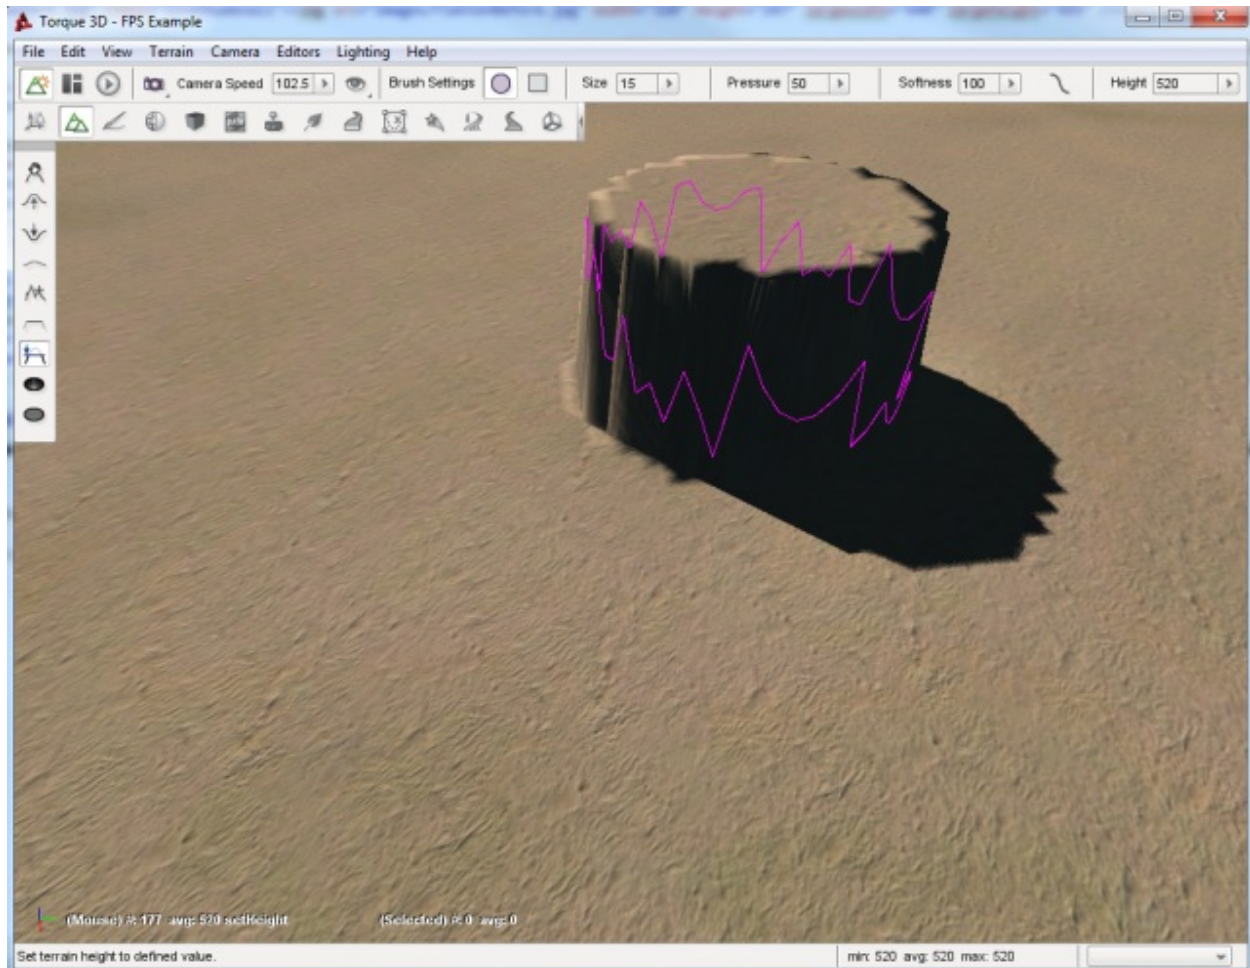 Torque 3D - FPS Example
File Edit View Terrain Camera Editors Lighting Help
Camera Speed 102.5 Brush Settings Size 15 Pressure 50 Softness 100 Height 520
(Mouse) #: 177 avg: 520 setHeight (Selected) #: 0 avg: 0
Set terrain height to defined value. min: 520 avg: 520 max: 520